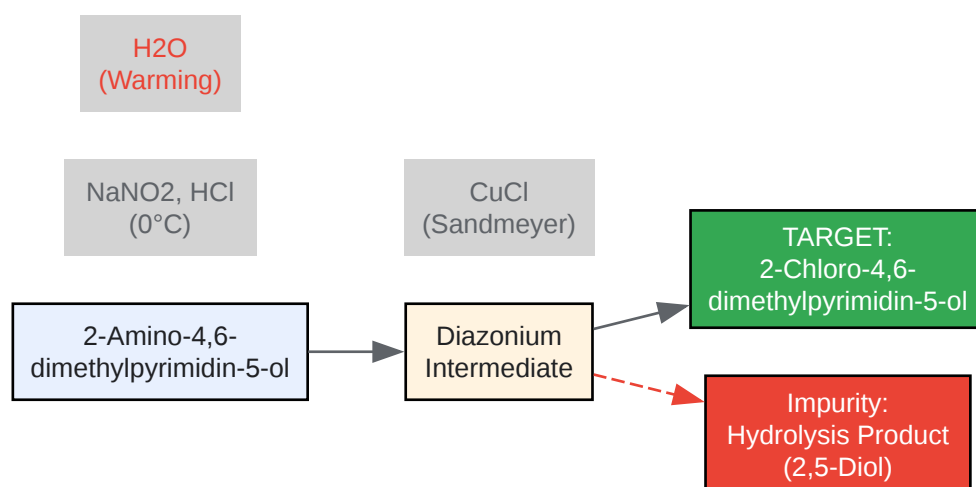 H2O
(Warming)
NaNO2, HCl
(0°C)
CuCl
(Sandmeyer)
2-Amino-4,6-
dimethylpyrimidin-5-ol
Diazonium
Intermediate
TARGET:
2-Chloro-4,6-
dimethylpyrimidin-5-ol
Impurity:
Hydrolysis Product
(2,5-Diol)